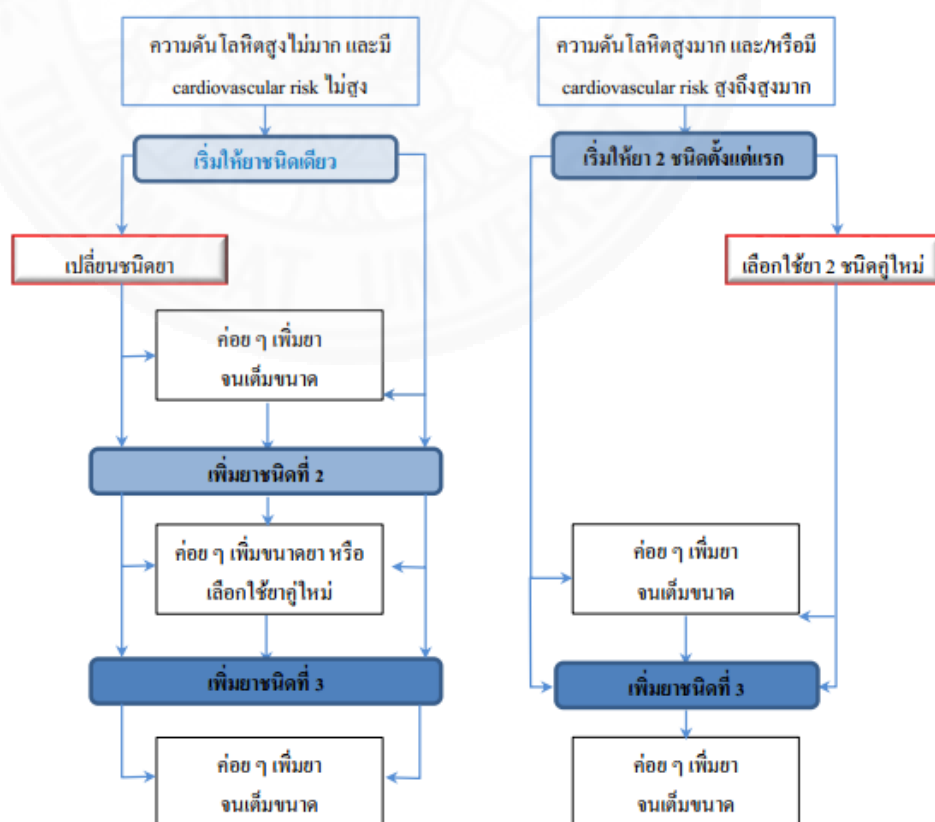 ความดันโลหิตสูงไม่มาก และมี
cardiovascular risk ไม่สูง
เริ่มให้ยาชนิดเดียว
เปลี่ยนชนิดยา
ค่อย ๆ เพิ่มยา
จนเต็มขนาด
เพิ่มยาชนิดที่ 2
ค่อย ๆ เพิ่มขนาดยา หรือ
เลือกใช้ยาคู่ใหม่
เพิ่มยาชนิดที่ 3
ค่อย ๆ เพิ่มยา
จนเต็มขนาด
ความดันโลหิตสูงมาก และ/หรือมี
cardiovascular risk สูงถึงสูงมาก
เริ่มให้ยา 2 ชนิดตั้งแต่แรก
เลือกใช้ยา 2 ชนิดคู่ใหม่
ค่อย ๆ เพิ่มยา
จนเต็มขนาด
เพิ่มยาชนิดที่ 3
ค่อย ๆ เพิ่มยา
จนเต็มขนาด